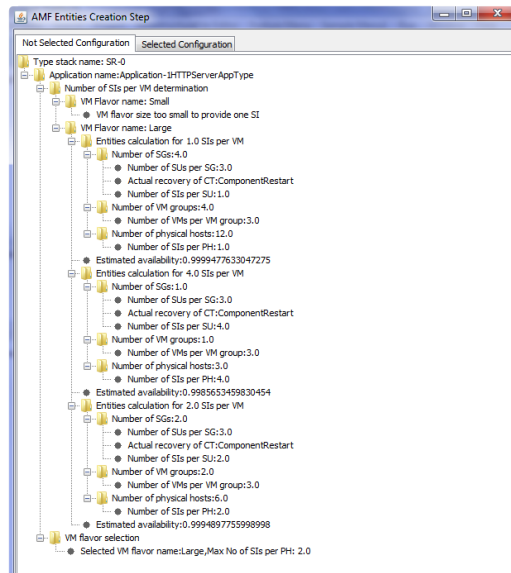 AMF Entities Creation Step
Not Selected Configuration Selected Configuration
Type stack name: SR-0
Application name:Application-1HTTPServerAppType
Number of SIs per VM determination
VM Flavor name: Small
VM flavor size too small to provide one SI
VM Flavor name: Large
Entities calculation for 1.0 SIs per VM
Number of SGs:4.0
Number of SUs per SG:3.0
Actual recovery of CT:ComponentRestart
Number of SIs per SU:1.0
Number of VM groups:4.0
Number of VMs per VM group:3.0
Number of physical hosts:12.0
Number of SIs per PH:1.0
Estimated availability:0.9999477633047275
Entities calculation for 4.0 SIs per VM
Number of SGs:1.0
Number of SUs per SG:3.0
Actual recovery of CT:ComponentRestart
Number of SIs per SU:4.0
Number of VM groups:1.0
Number of VMs per VM group:3.0
Number of physical hosts:3.0
Number of SIs per PH:4.0
Estimated availability:0.9985653459830454
Entities calculation for 2.0 SIs per VM
Number of SGs:2.0
Number of SUs per SG:3.0
Actual recovery of CT:ComponentRestart
Number of SIs per SU:2.0
Number of VM groups:2.0
Number of VMs per VM group:3.0
Number of physical hosts:6.0
Number of SIs per PH:2.0
Estimated availability:0.9994897755998998
VM flavor selection
Selected VM flavor name:Large,Max No of SIs per PH: 2.0